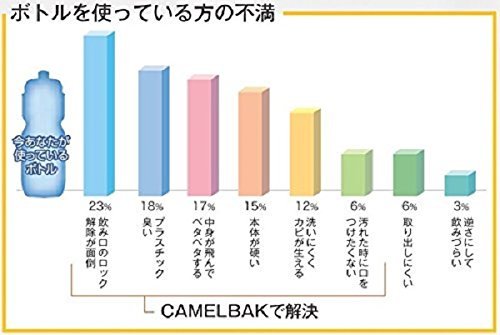 ボトルを使っている方の不満
今あなたが
使っている
ボトル
23%
18%
17%
15%
12%
6%
6%
3%
飲み口のロック
解除が面倒
プラスチック
臭い
中身が飛んで
ベタベタする
本体が硬い
洗いにくく
カビが生える
汚れた時に口を
つけたくない
取り出しにくい
逆さにして
飲みづらい
CAMELBAKで解決